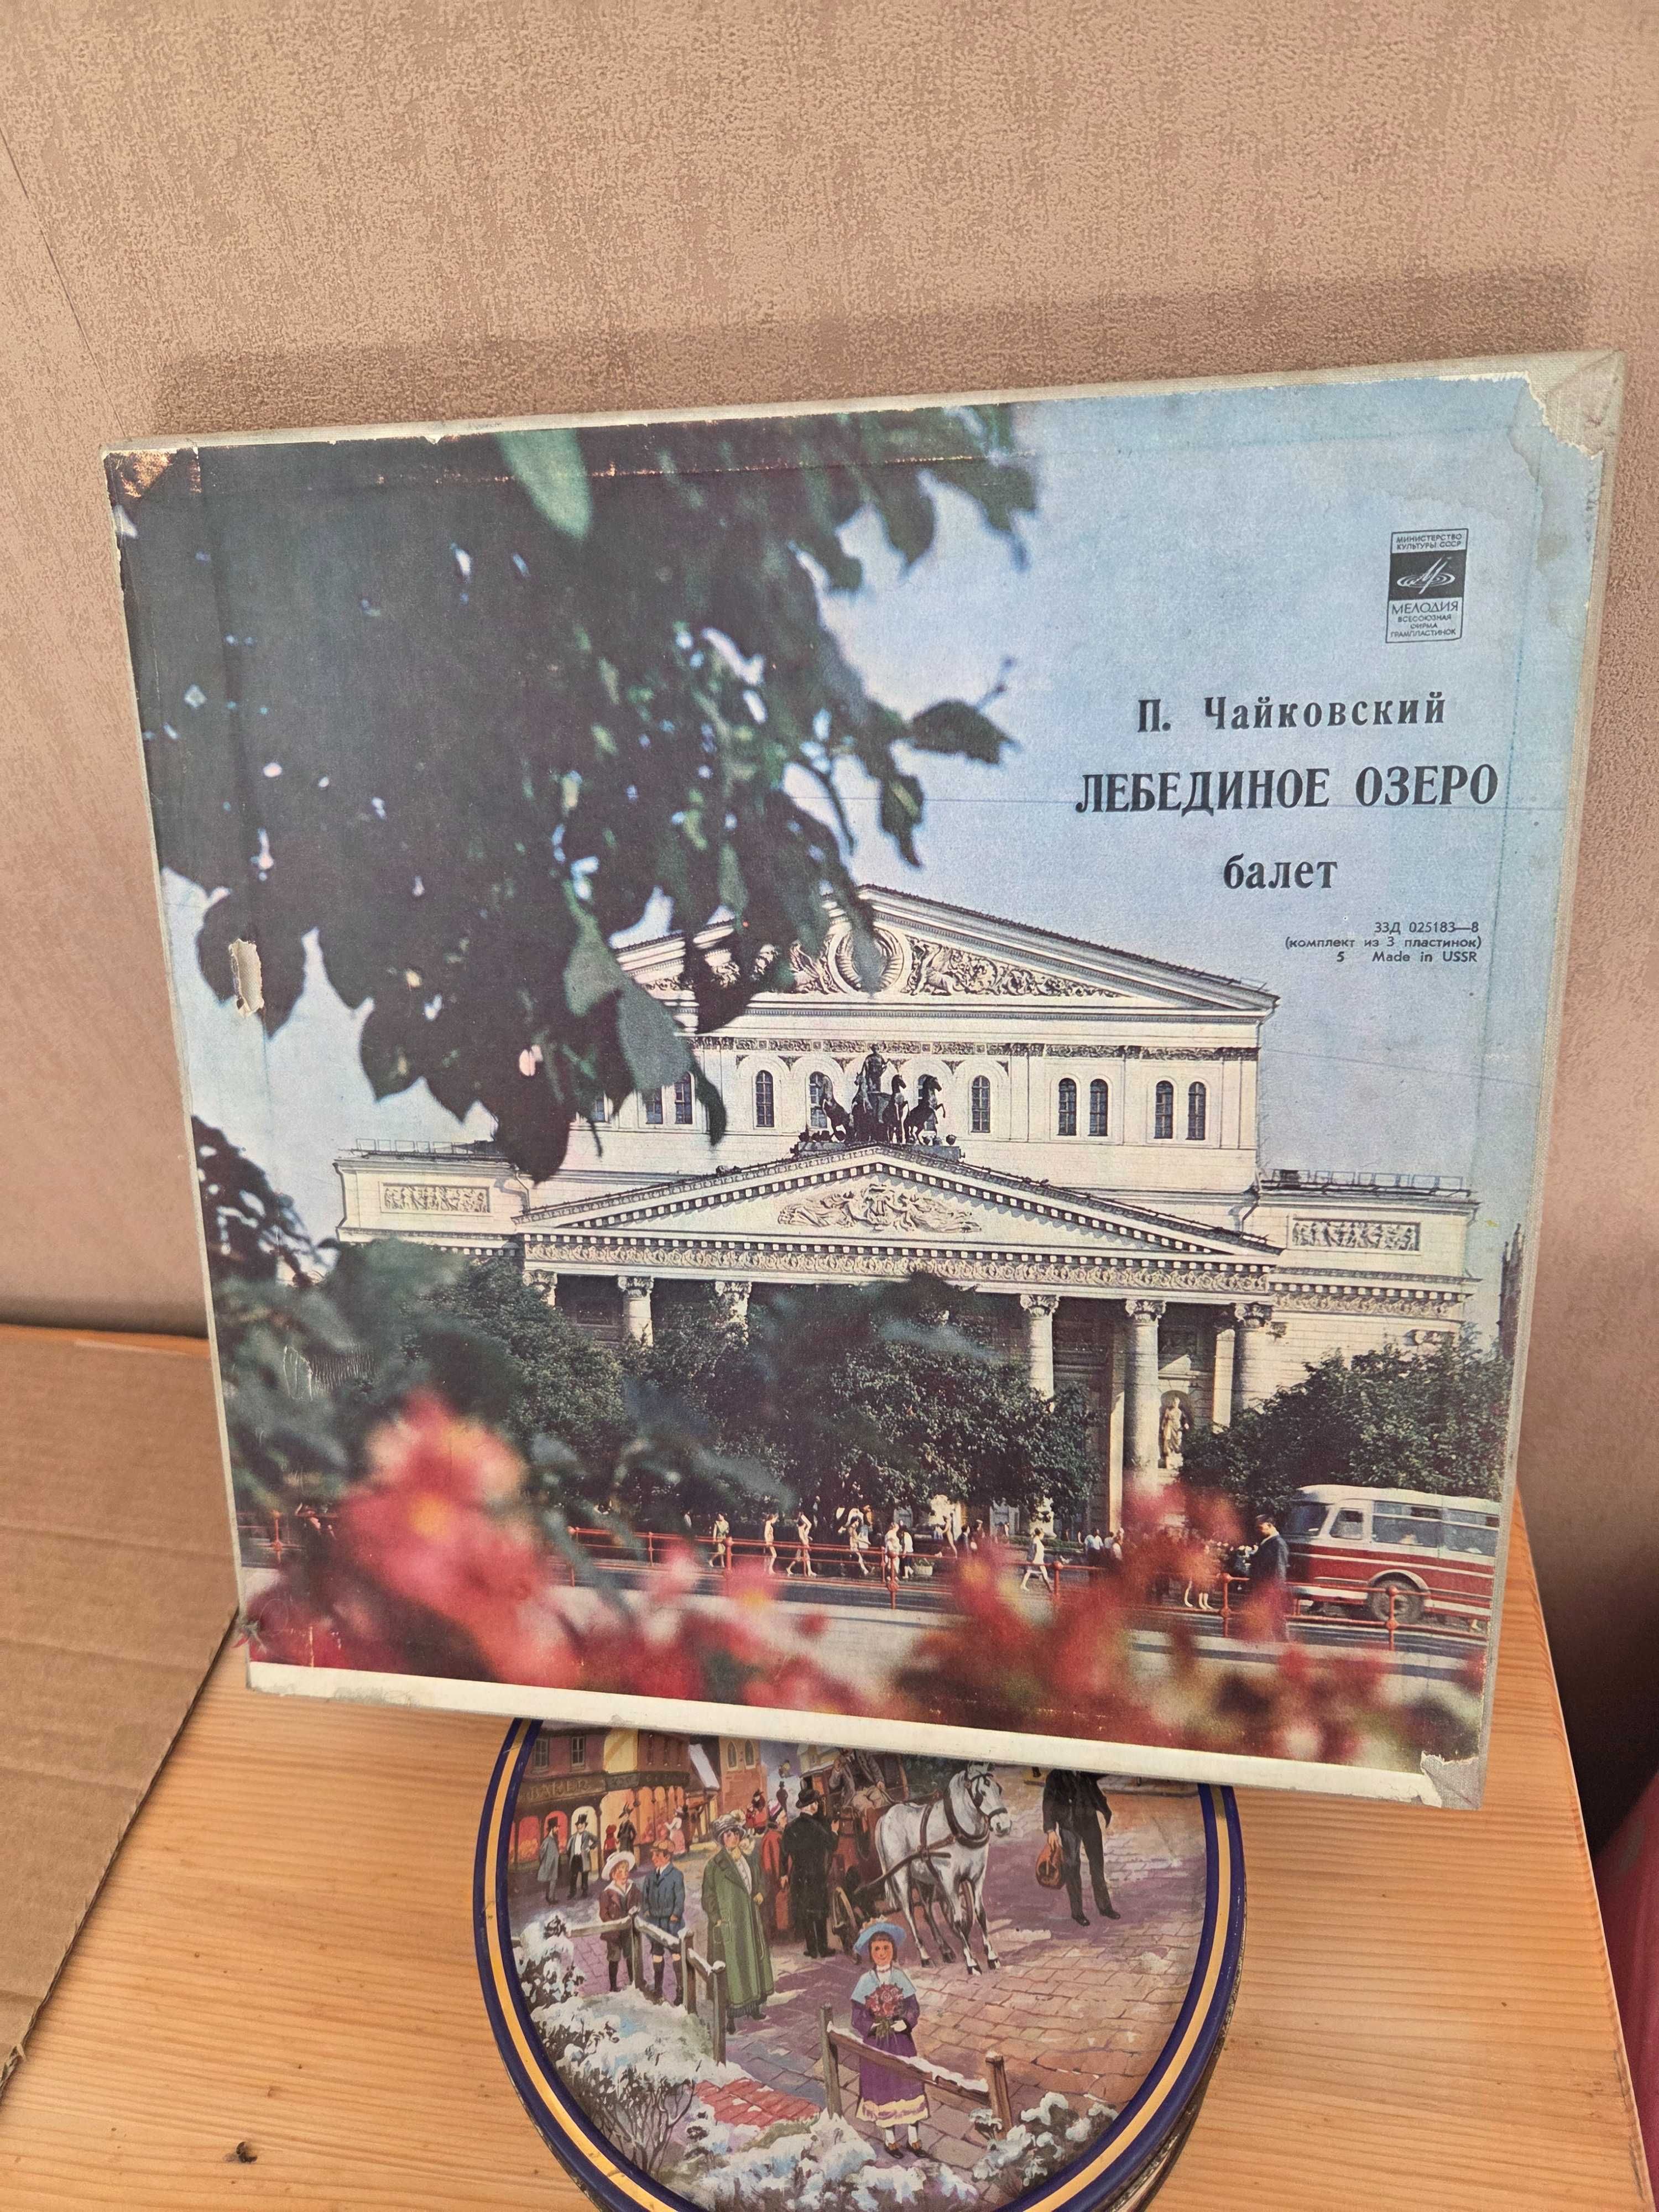 МИНИСТЕРСТВО
КУЛЬТУРЫ СССР
МЕЛОДИЯ
ВСЕСОЮЗНАЯ
ФИРМА
ГРАМПЛАСТИНОК
П. Чайковский
ЛЕБЕДИНОЕ ОЗЕРО
балет
33Д 025183—8
(комплект из 3 пластинок)
5 Made in USSR